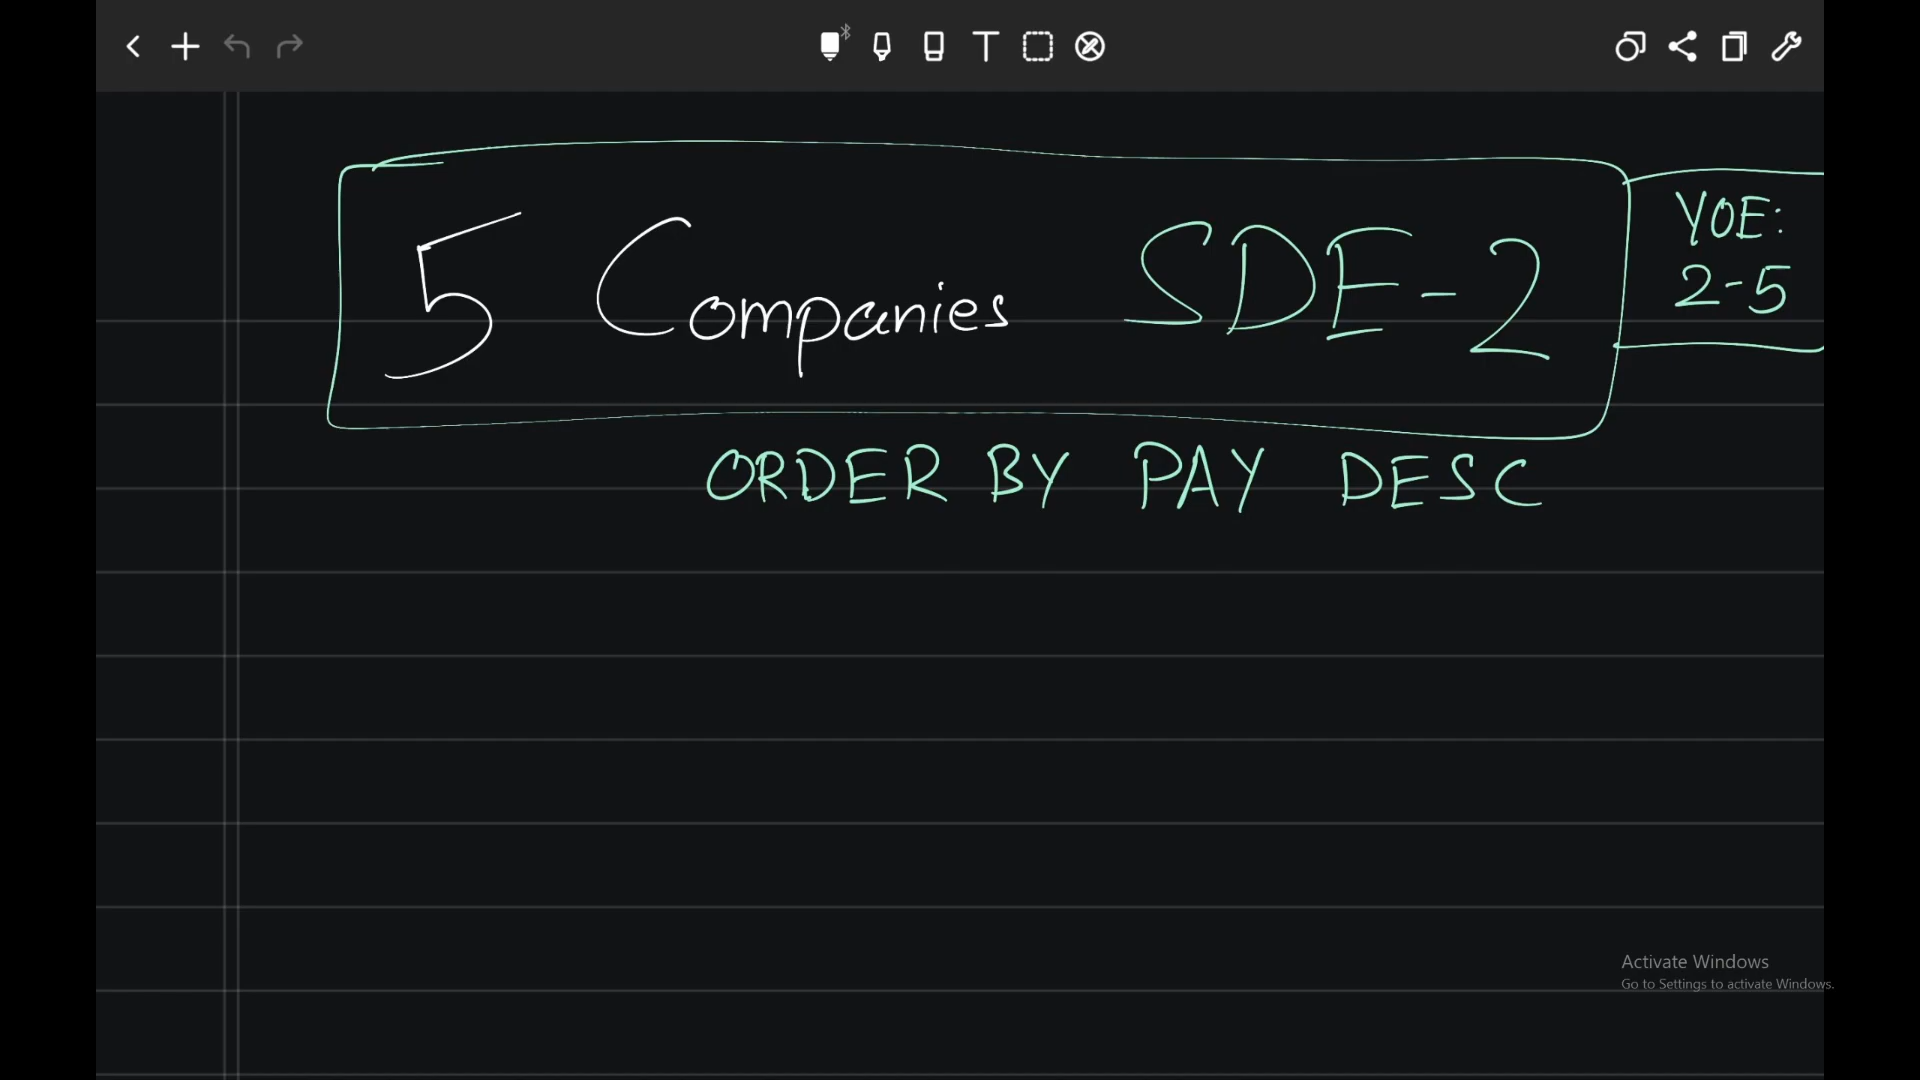 5 Companies SDE-2
YOE:
2-5
ORDER BY PAY DESC
Activate Windows
Go to Settings to activate Windows.